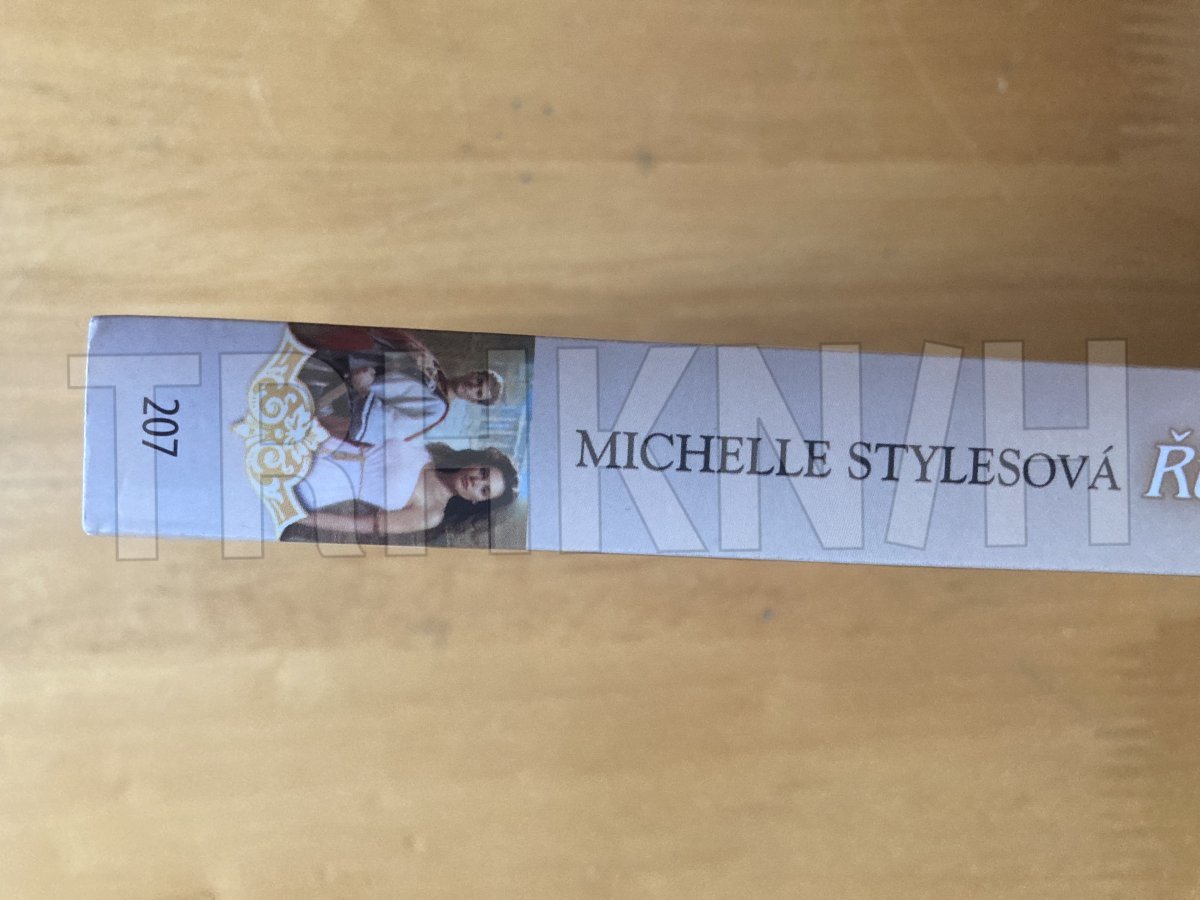 207
MICHELLE STYLESOVÁ
TRHKNIH